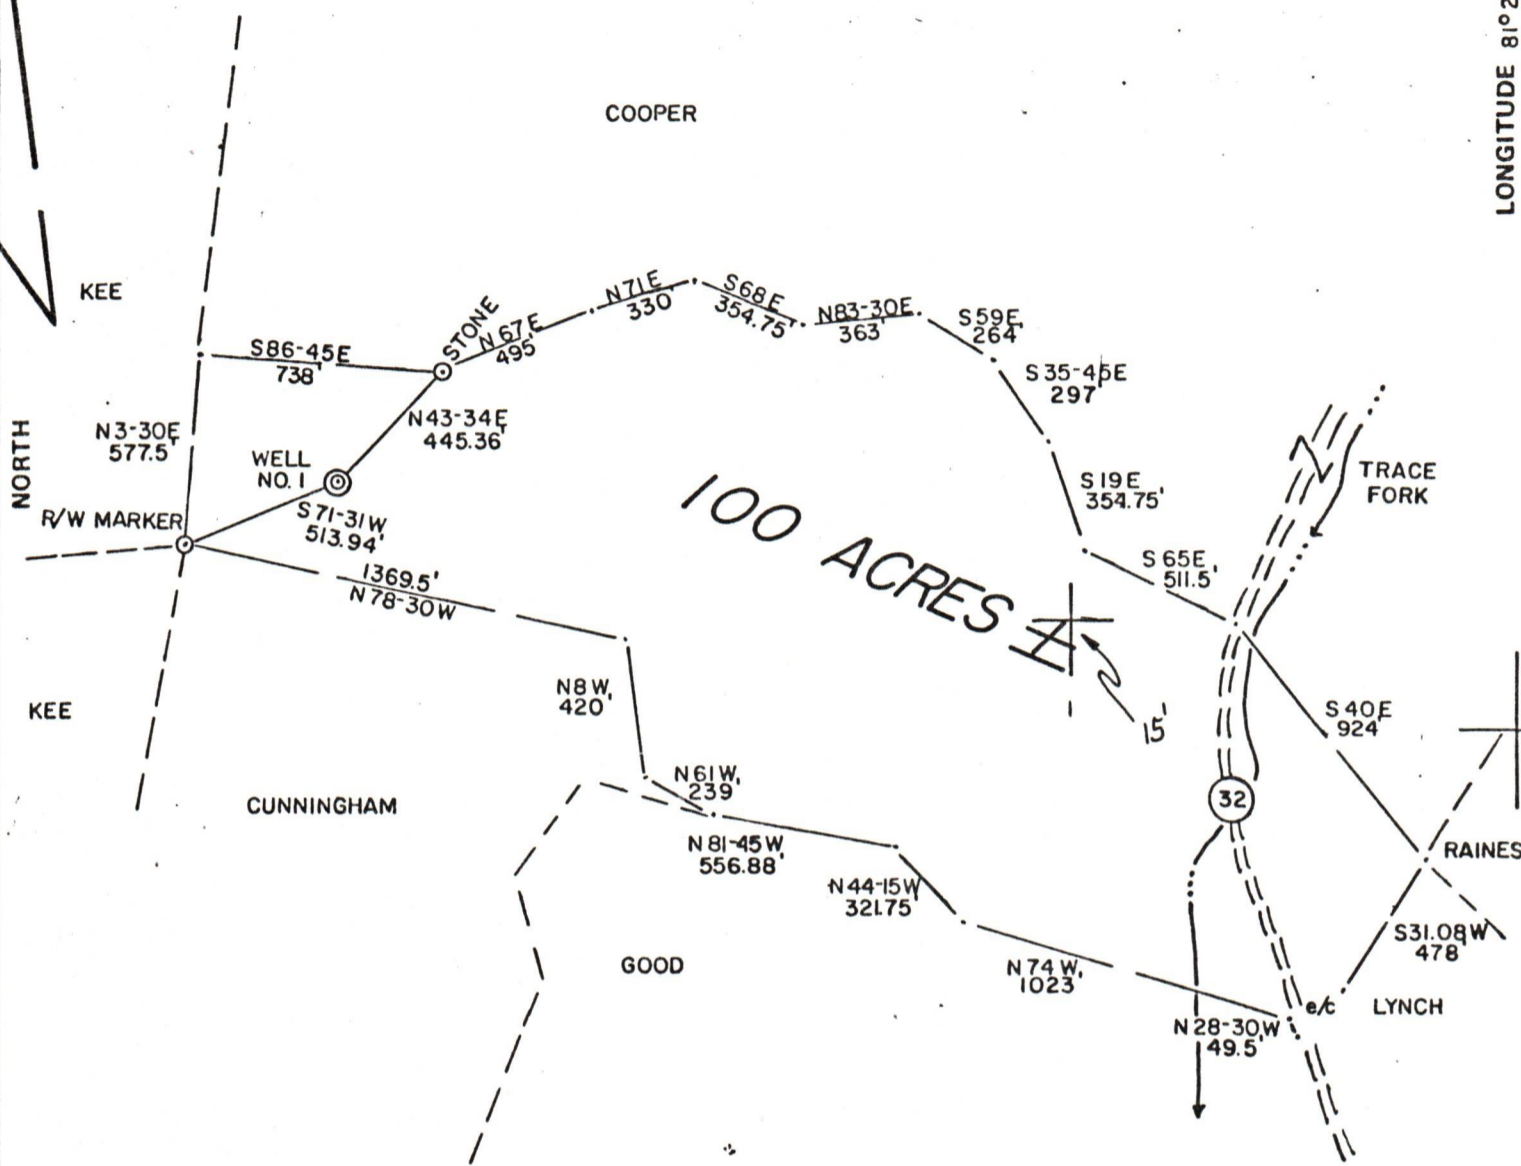 LONGITUDE 81°2
COOPER
KEE
STONE
S86-45E
738'
N 67E
495'
N71E
330'
S68E
354.75'
N83-30E
363'
S59E
264'
S35-45E
297'
N3-30E
577.5'
N43-34E
445.36'
NORTH
WELL
NO. 1
S19E
354.75'
TRACE
FORK
R/W MARKER
S71-31W
513.94'
100 ACRES ±
1369.5'
N78-30W
S65E
511.5'
N8W
420'
KEE
S40E
924'
15'
N61W
239'
CUNNINGHAM
32
N81-45W
556.88'
RAINES
N44-15W
321.75'
S31.08W
478'
GOOD
N74W
1023'
e/c
LYNCH
N28-30W
49.5'